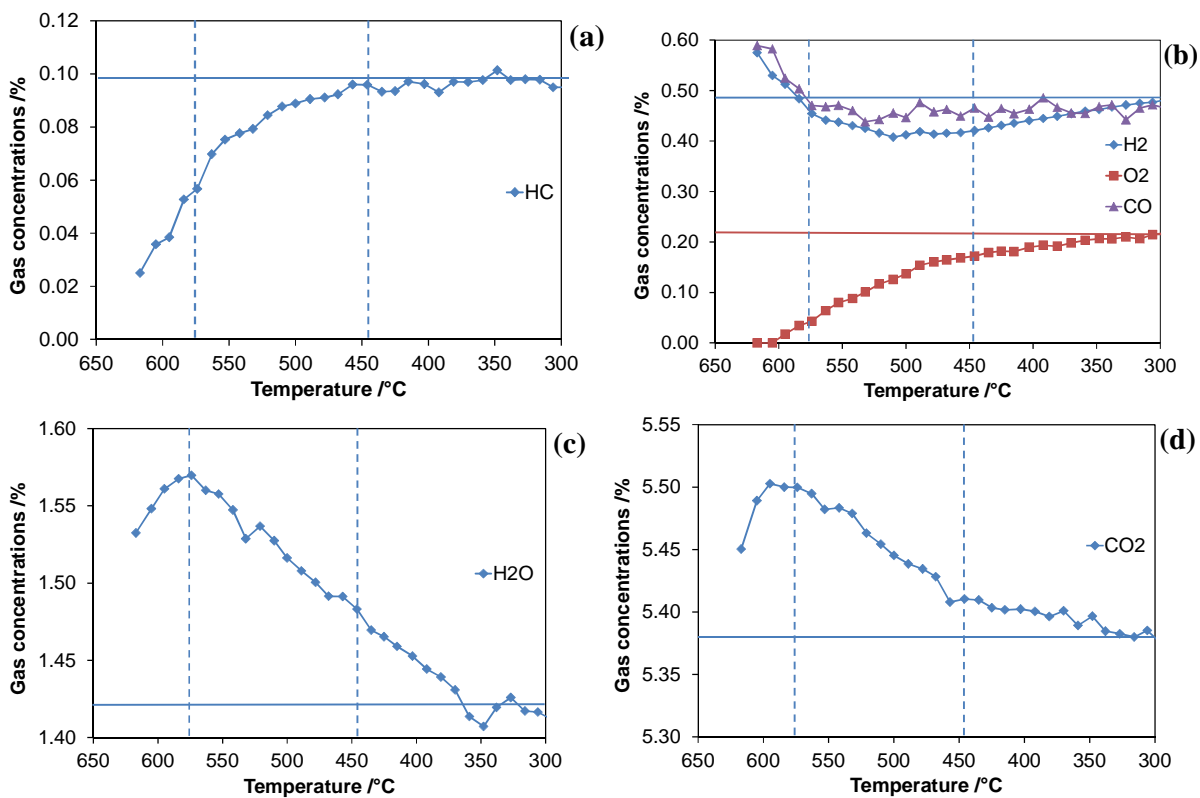 (a)
Gas concentrations /%
0.12
0.10
0.08
0.06
0.04
0.02
0.00
HC
650 600 550 500 450 400 350 300
Temperature /°C
(b)
Gas concentrations /%
0.60
0.50
0.40
0.30
0.20
0.10
0.00
H2
O2
CO
650 600 550 500 450 400 350 300
Temperature /°C
(c)
Gas concentrations /%
1.60
1.55
1.50
1.45
1.40
H2O
650 600 550 500 450 400 350 300
Temperature /°C
(d)
Gas concentrations /%
5.55
5.50
5.45
5.40
5.35
5.30
CO2
650 600 550 500 450 400 350 300
Temperature /°C